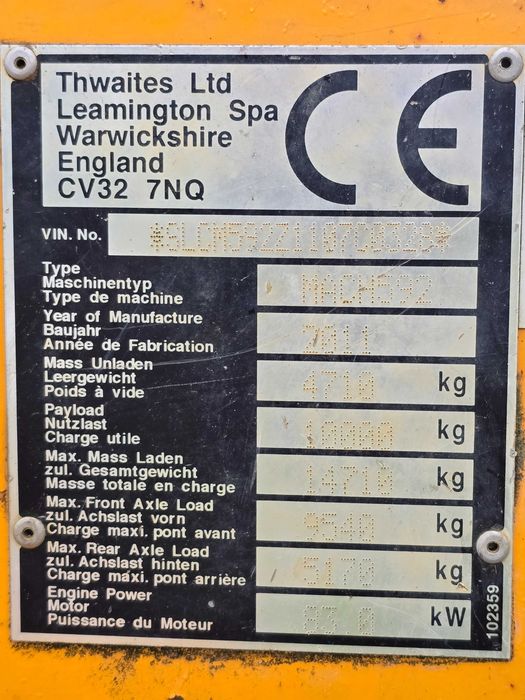 Thwaites Ltd
Leamington Spa
Warwickshire
England
CV32 7NQ
CE
VIN. No. *SLCM592Z1107C0328*
Type
Maschinentyp
Type de machine
MACH592
Year of Manufacture
Baujahr
Année de Fabrication
2011
Mass Unladen
Leergewicht
Poids à vide
4710 kg
Payload
Nutzlast
Charge utile
10000 kg
Max. Mass Laden
zul. Gesamtgewicht
Masse totale en charge
14710 kg
Max. Front Axle Load
zul. Achslast vorn
Charge maxi. pont avant
9540 kg
Max. Rear Axle Load
zul. Achslast hinten
Charge maxi. pont arrière
5170 kg
Engine Power
Motor
Puissance du Moteur
83.0 kW
102359